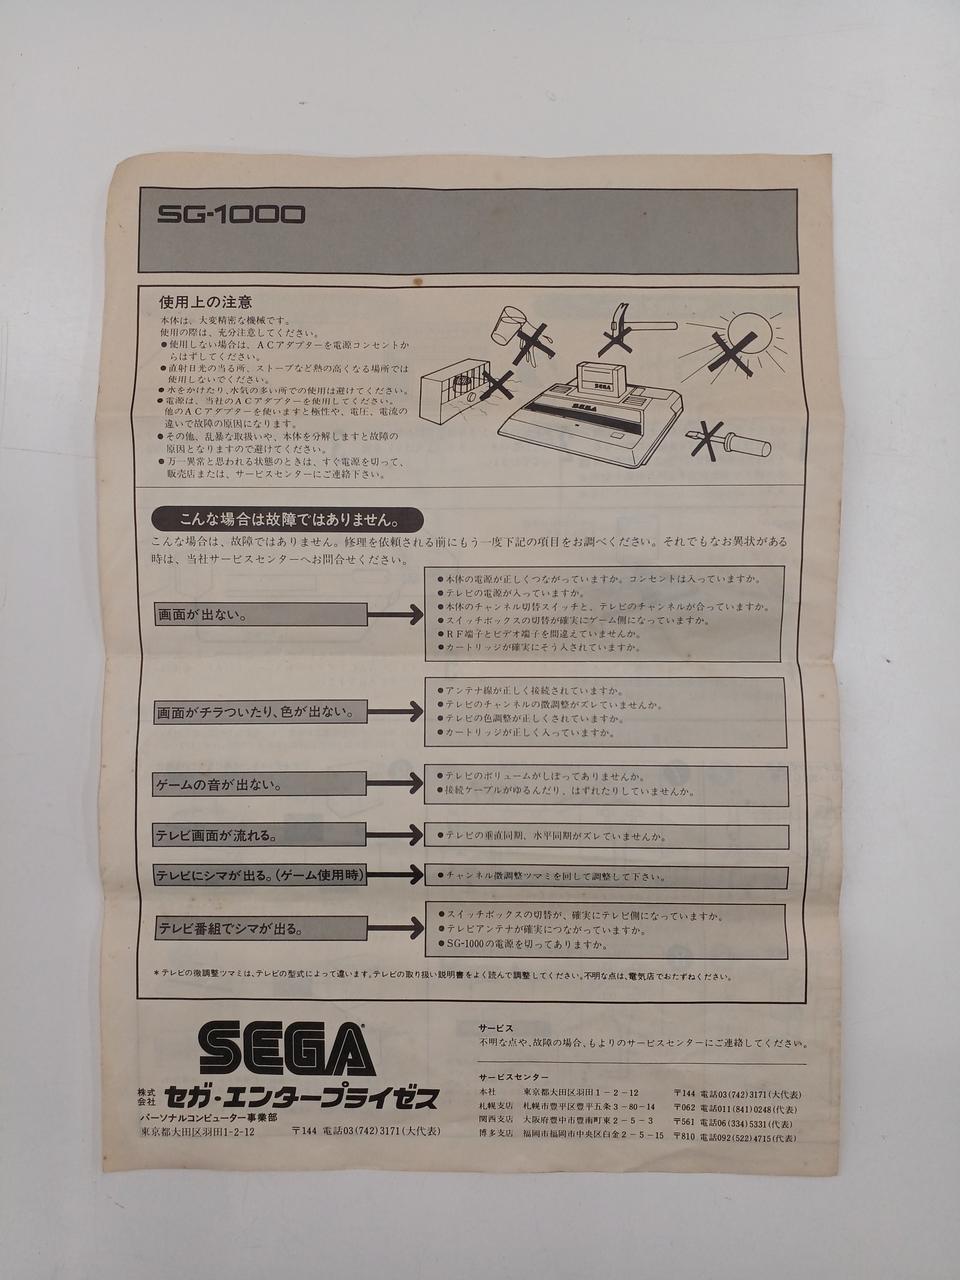 SG-1000
使用上の注意
本体は、大変精密な機械です。
使用の際は、充分注意してください。
●使用しない場合は、ACアダプターを電源コンセントか
らはずしてください。
●直射日光の当る所、ストーブなど熱の高くなる場所では
使用しないでください。
●水をかけたり、水気の多い所での使用は避けてください。
●電源は、当社のACアダプターを使用してください。
他のACアダプターを使いますと極性や、電圧、電流の
違いで故障の原因になります。
●その他、乱暴な取扱いや、本体を分解しますと故障の
原因となりますので避けてください。
●万一異常と思われる状態のときは、すぐ電源を切って、
販売店または、サービスセンターにご連絡下さい。
SEGA
SEGA
こんな場合は故障ではありません。
こんな場合は、故障ではありません。修理を依頼される前にもう一度下記の項目をお調べください。それでもなお異状がある
時は、当社サービスセンターへお問合せください。
画面が出ない。
●本体の電源が正しくつながっていますか。コンセントは入っていますか。
●テレビの電源が入っていますか。
●本体のチャンネル切替スイッチと、テレビのチャンネルが合っていますか。
●スイッチボックスの切替が確実にゲーム側になっていますか。
●RF端子とビデオ端子を間違えていませんか。
●カートリッジが確実にそう入されていますか。
画面がチラついたり、色が出ない。
●アンテナ線が正しく接続されていますか。
●テレビのチャンネルの微調整がズレていませんか。
●テレビの色調整が正しくされていますか。
●カートリッジが正しく入っていますか。
ゲームの音が出ない。
●テレビのボリュームがしぼってありませんか。
●接続ケーブルがゆるんだり、はずれたりしていませんか。
テレビ画面が流れる。
●テレビの垂直同期、水平同期がズレていませんか。
テレビにシマが出る。(ゲーム使用時)
●チャンネル微調整ツマミを回して調整して下さい。
テレビ番組でシマが出る。
●スイッチボックスの切替が、確実にテレビ側になっていますか。
●テレビアンテナが確実につながっていますか。
●SG-1000の電源を切ってありますか。
*テレビの微調整ツマミは、テレビの型式によって違います。テレビの取り扱い説明書をよく読んで調整してください。不明な点は、電気店でおたずねください。
SEGA®
株式会社 セガ・エンタープライゼス
パーソナルコンピューター事業部
東京都大田区羽田1-2-12 〒144 電話03(742)3171(大代表)
サービス
不明な点や、故障の場合、もよりのサービスセンターにご連絡してください。
サービスセンター
本社 東京都大田区羽田1-2-12 〒144 電話03(742)3171(大代表)
札幌支店 札幌市豊平区豊平五条3-80-14 〒062 電話011(841)0248(代表)
関西支店 大阪府豊中市豊南町東2-5-3 〒561 電話06(334)5331(代表)
博多支店 福岡市福岡市中央区白金2-5-15 〒810 電話092(522)4715(代表)